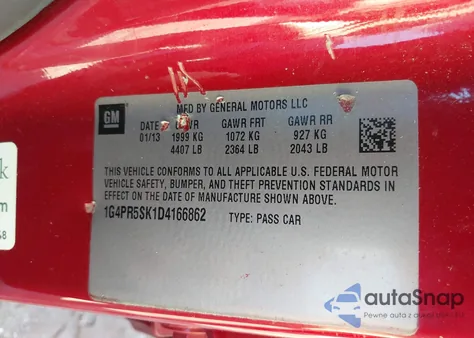 MFD BY GENERAL MOTORS LLC
GM
DATE GVWR GAWR FRT GAWR RR
01/13 1999 KG 1072 KG 927 KG
4407 LB 2364 LB 2043 LB
THIS VEHICLE CONFORMS TO ALL APPLICABLE U.S. FEDERAL MOTOR
VEHICLE SAFETY, BUMPER, AND THEFT PREVENTION STANDARDS IN
EFFECT ON THE DATE OF MANUFACTURE SHOWN ABOVE.
1G4PR5SK1D4166862 TYPE: PASS CAR
autoSnap